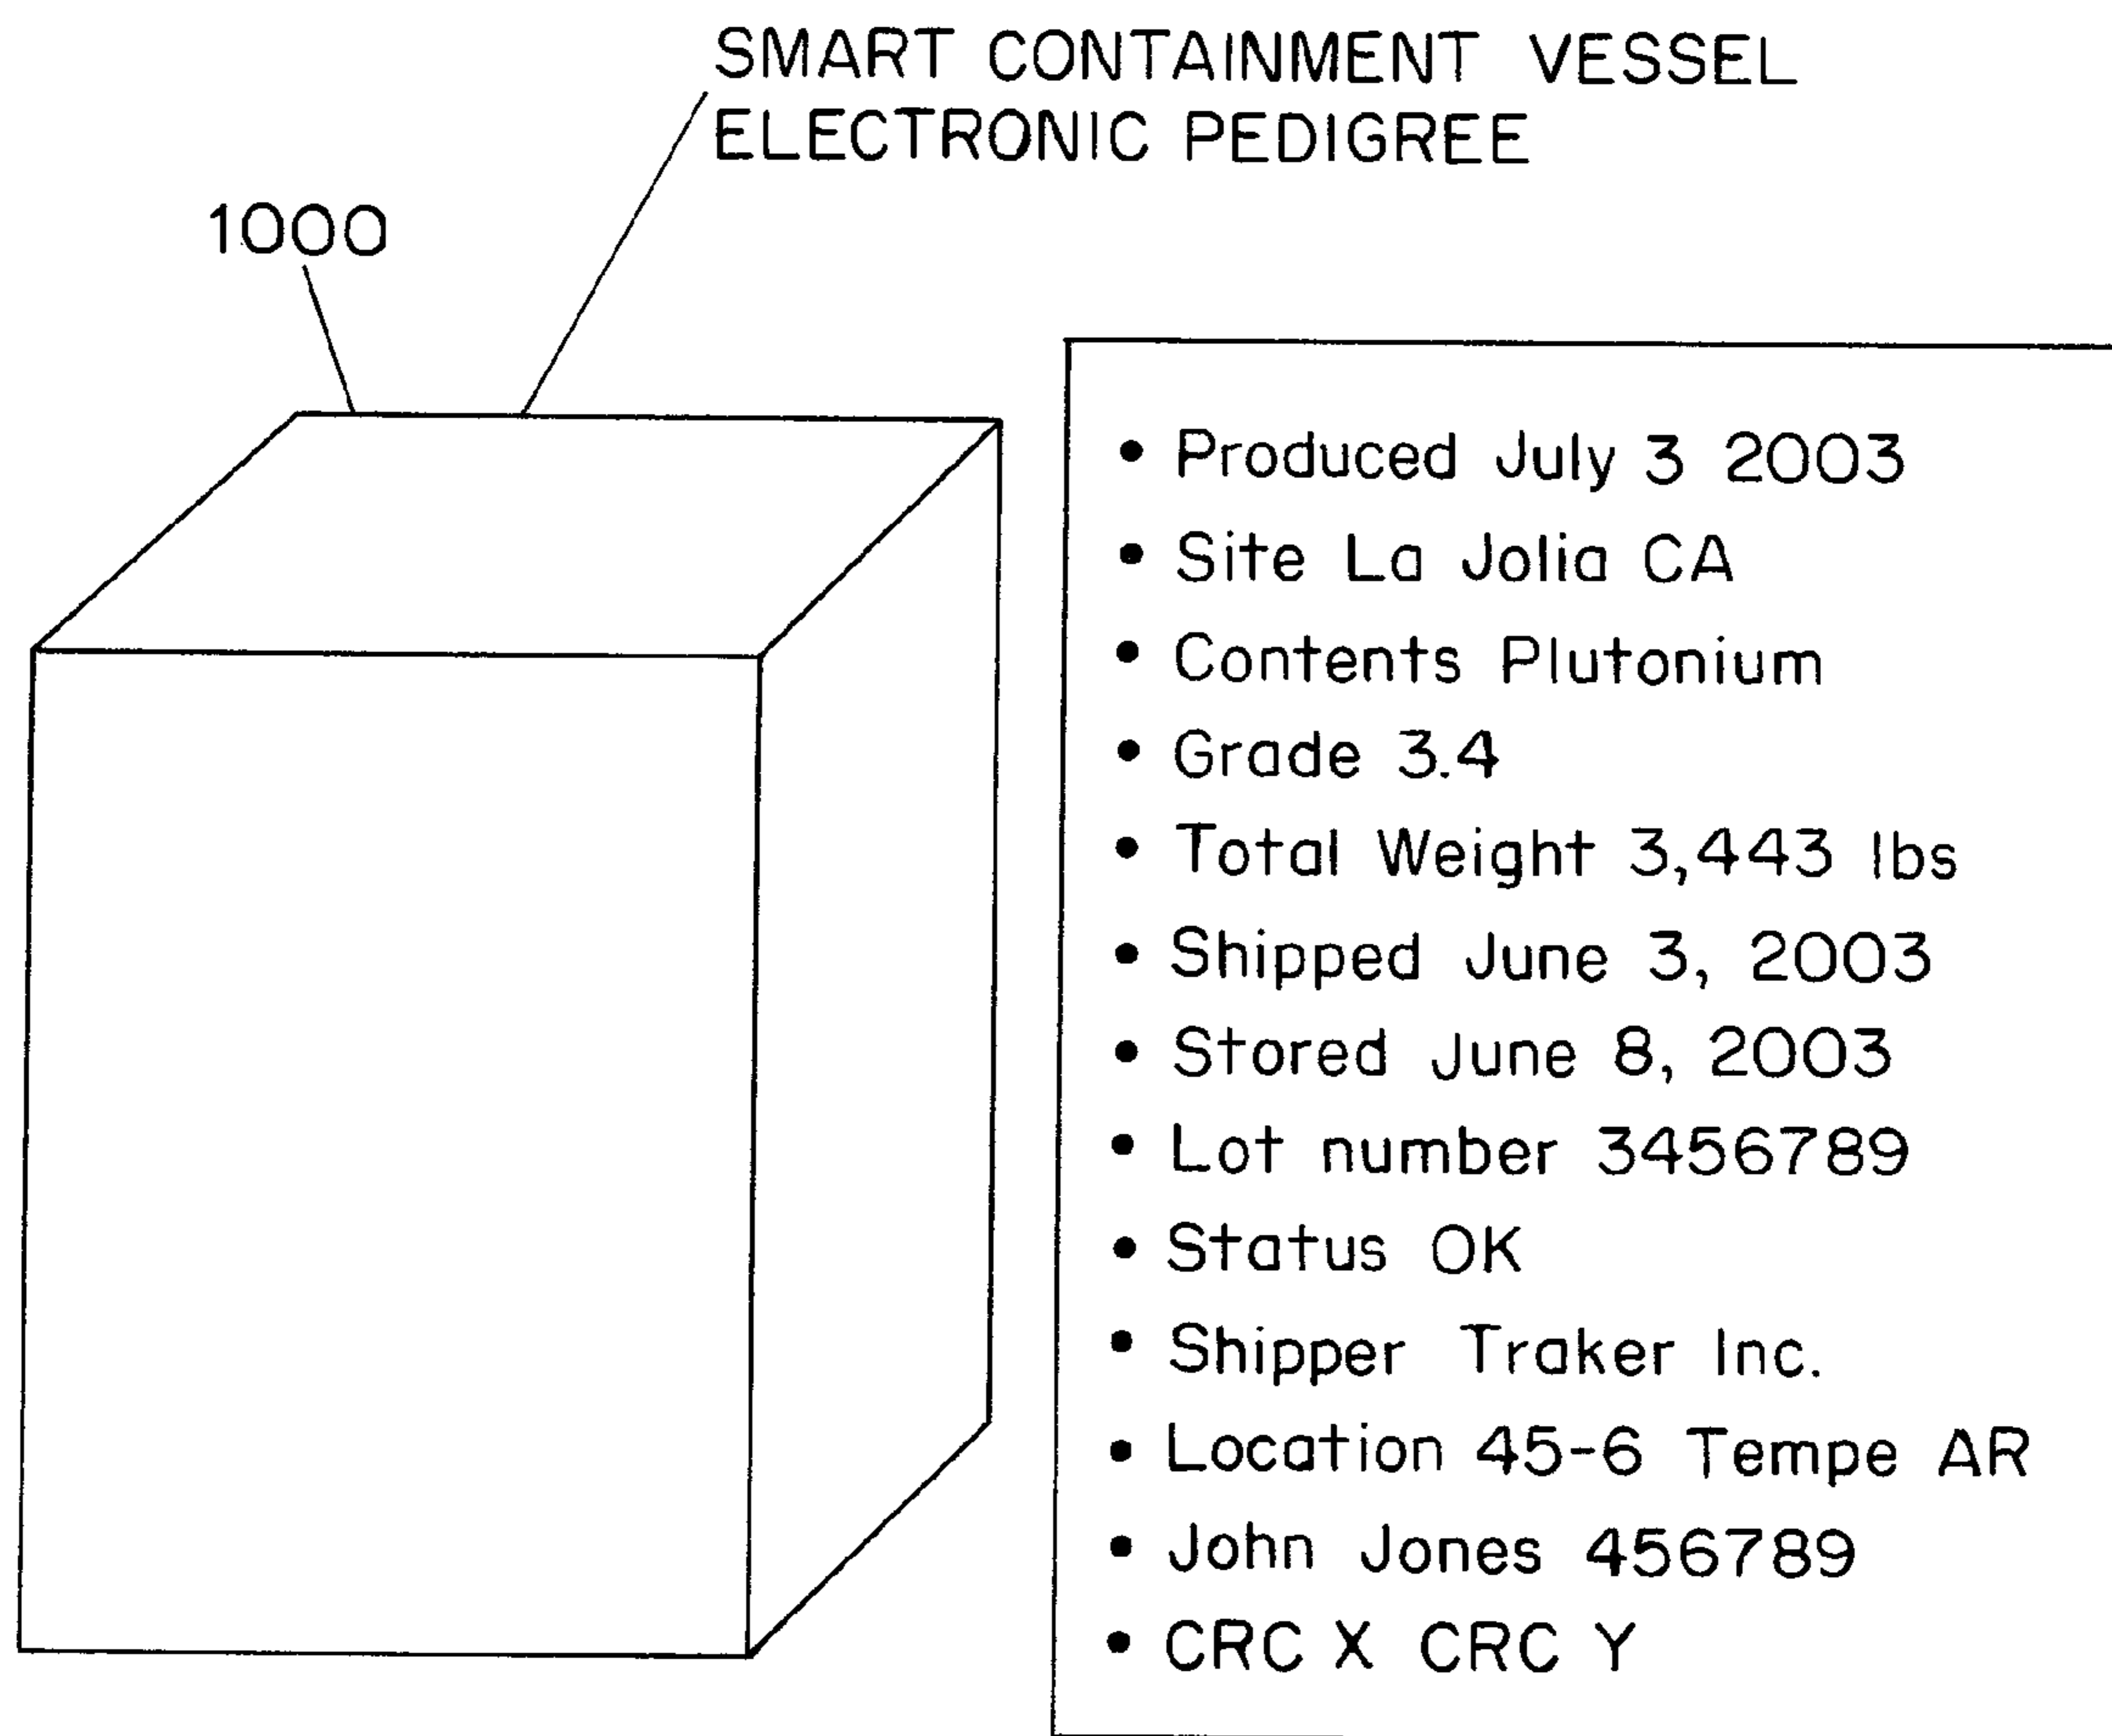 SMART CONTAINMENT VESSEL
ELECTRONIC PEDIGREE
1000
• Produced July 3 2003
• Site La Jolia CA
• Contents Plutonium
• Grade 3.4
• Total Weight 3,443 lbs
• Shipped June 3, 2003
• Stored June 8, 2003
• Lot number 3456789
• Status OK
• Shipper Traker Inc.
• Location 45-6 Tempe AR
• John Jones 456789
• CRC X CRC Y